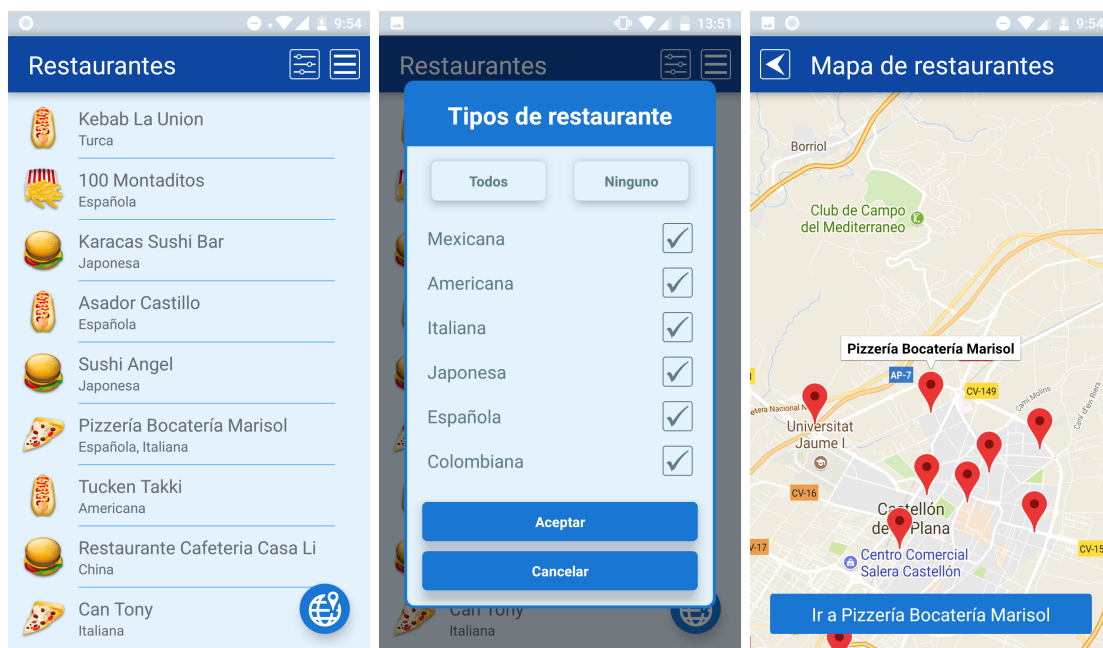 9:54
Restaurantes
Kebab La Union
Turca
100 Montaditos
Española
Karacas Sushi Bar
Japonesa
Asador Castillo
Española
Sushi Angel
Japonesa
Pizzería Bocatería Marisol
Española, Italiana
Tucken Takki
Americana
Restaurante Cafeteria Casa Li
China
Can Tony
Italiana
13:51
Restaurantes
Tipos de restaurante
Todos
Ninguno
Mexicana
Americana
Italiana
Japonesa
Española
Colombiana
Aceptar
Cancelar
Can Tony
Italiana
9:54
Mapa de restaurantes
Borriol
Club de Campo
del Mediterraneo
Pizzería Bocatería Marisol
AP-7
CV-149
Camí Molins
Universitat
Jaume I
CV-16
Castellón
de la Plana
V-17
CV-15
Centro Comercial
Salera Castellón
Ir a Pizzería Bocatería Marisol